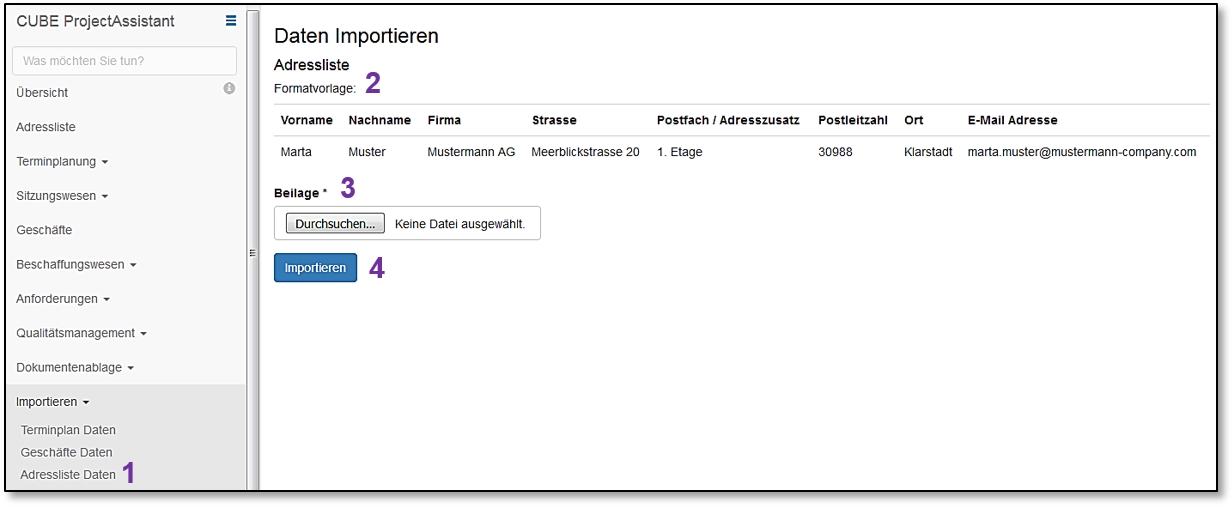 CUBE ProjectAssistant
Was möchten Sie tun?
Übersicht
Adressliste
Terminplanung
Sitzungswesen
Geschäfte
Beschaffungswesen
Anforderungen
Qualitätsmanagement
Dokumentenablage
Importieren
Terminplan Daten
Geschäfte Daten
Adressliste Daten 1
Daten Importieren
Adressliste
Formatvorlage: 2
Vorname Nachname Firma Strasse Postfach / Adresszusatz Postleitzahl Ort E-Mail Adresse
Marta Muster Mustermann AG Meerblickstrasse 20 1. Etage 30988 Klarstadt marta.muster@mustermann-company.com
Beilage * 3
Durchsuchen... Keine Datei ausgewählt.
Importieren 4